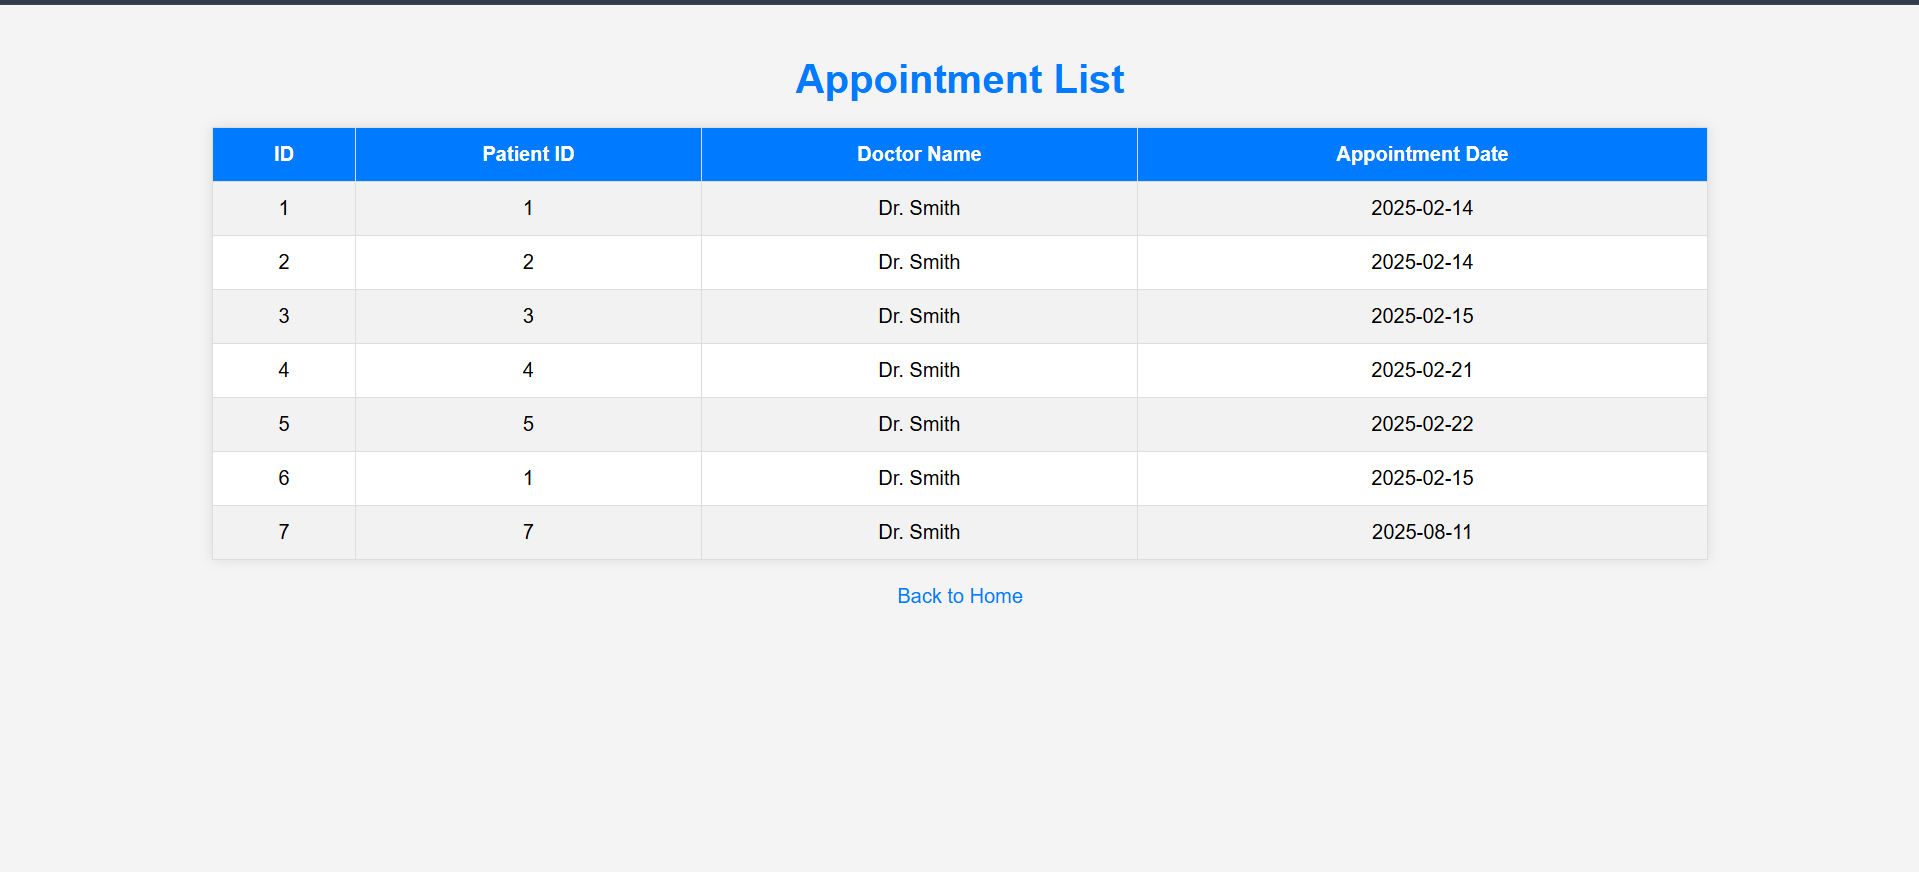 Appointment List
ID Patient ID Doctor Name Appointment Date
1 1 Dr. Smith 2025-02-14
2 2 Dr. Smith 2025-02-14
3 3 Dr. Smith 2025-02-15
4 4 Dr. Smith 2025-02-21
5 5 Dr. Smith 2025-02-22
6 1 Dr. Smith 2025-02-15
7 7 Dr. Smith 2025-08-11
Back to Home